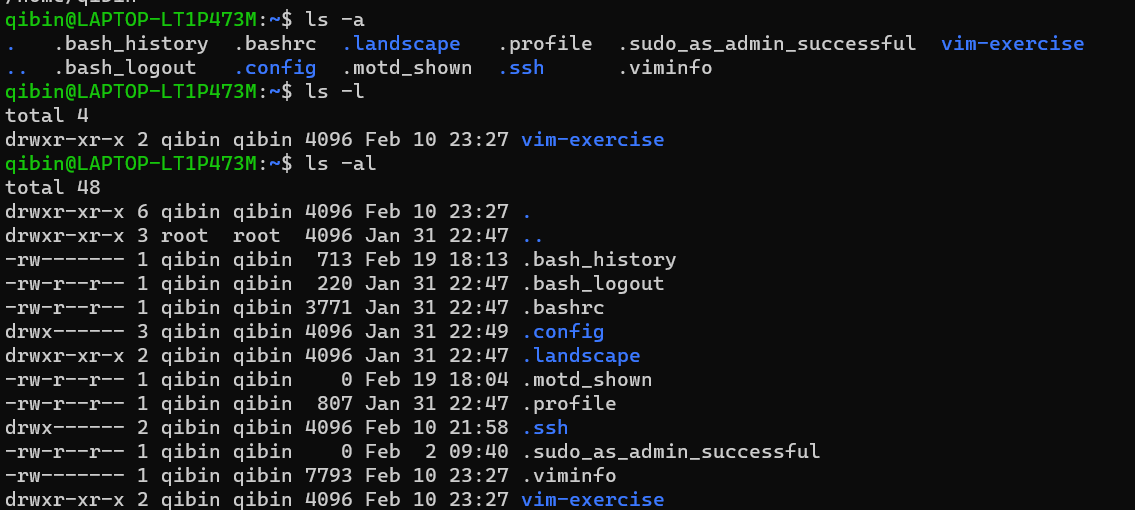 /home/qibin
qibin@LAPTOP-LT1P473M:~$ ls -a
.   .bash_history  .bashrc  .landscape   .profile  .sudo_as_admin_successful  vim-exercise
..  .bash_logout   .config  .motd_shown  .ssh      .viminfo
qibin@LAPTOP-LT1P473M:~$ ls -l
total 4
drwxr-xr-x 2 qibin qibin 4096 Feb 10 23:27 vim-exercise
qibin@LAPTOP-LT1P473M:~$ ls -al
total 48
drwxr-xr-x 6 qibin qibin 4096 Feb 10 23:27 .
drwxr-xr-x 3 root  root  4096 Jan 31 22:47 ..
-rw------- 1 qibin qibin  713 Feb 19 18:13 .bash_history
-rw-r--r-- 1 qibin qibin  220 Jan 31 22:47 .bash_logout
-rw-r--r-- 1 qibin qibin 3771 Jan 31 22:47 .bashrc
drwx------ 3 qibin qibin 4096 Jan 31 22:49 .config
drwxr-xr-x 2 qibin qibin 4096 Jan 31 22:47 .landscape
-rw-r--r-- 1 qibin qibin    0 Feb 19 18:04 .motd_shown
-rw-r--r-- 1 qibin qibin  807 Jan 31 22:47 .profile
drwx------ 2 qibin qibin 4096 Feb 10 21:58 .ssh
-rw-r--r-- 1 qibin qibin    0 Feb  2 09:40 .sudo_as_admin_successful
-rw------- 1 qibin qibin 7793 Feb 10 23:27 .viminfo
drwxr-xr-x 2 qibin qibin 4096 Feb 10 23:27 vim-exercise